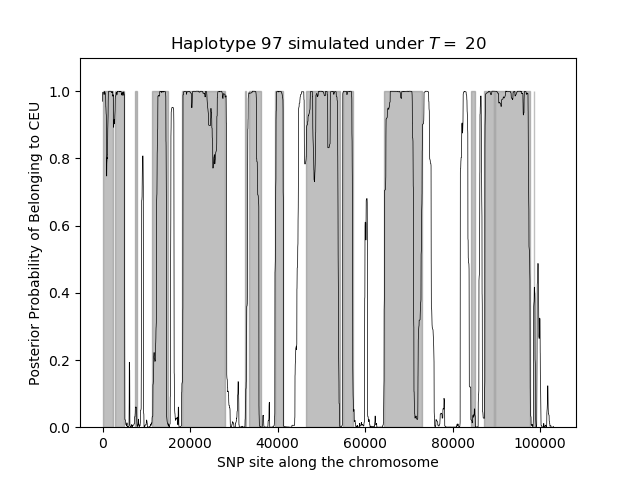 Haplotype 97 simulated under T = 20
Posterior Probability of Belonging to CEU
1.0
0.8
0.6
0.4
0.2
0.0
0 20000 40000 60000 80000 100000
SNP site along the chromosome